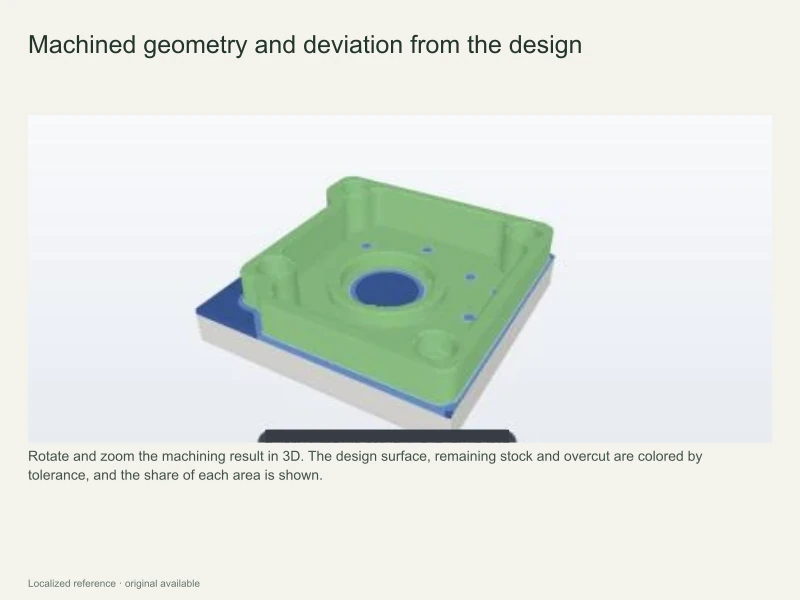 Machined geometry and deviation from the design
Rotate and zoom the machining result in 3D. The design surface, remaining stock and overcut are colored by
tolerance, and the share of each area is shown.
Localized reference · original available